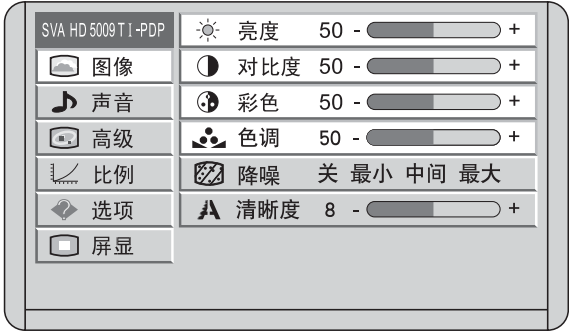 SVA HD 5009 T I -PDP
图像
声音
高级
比例
选项
屏显
亮度 50 - +
对比度 50 - +
彩色 50 - +
色调 50 - +
降噪 关 最小 中间 最大
清晰度 8 - +